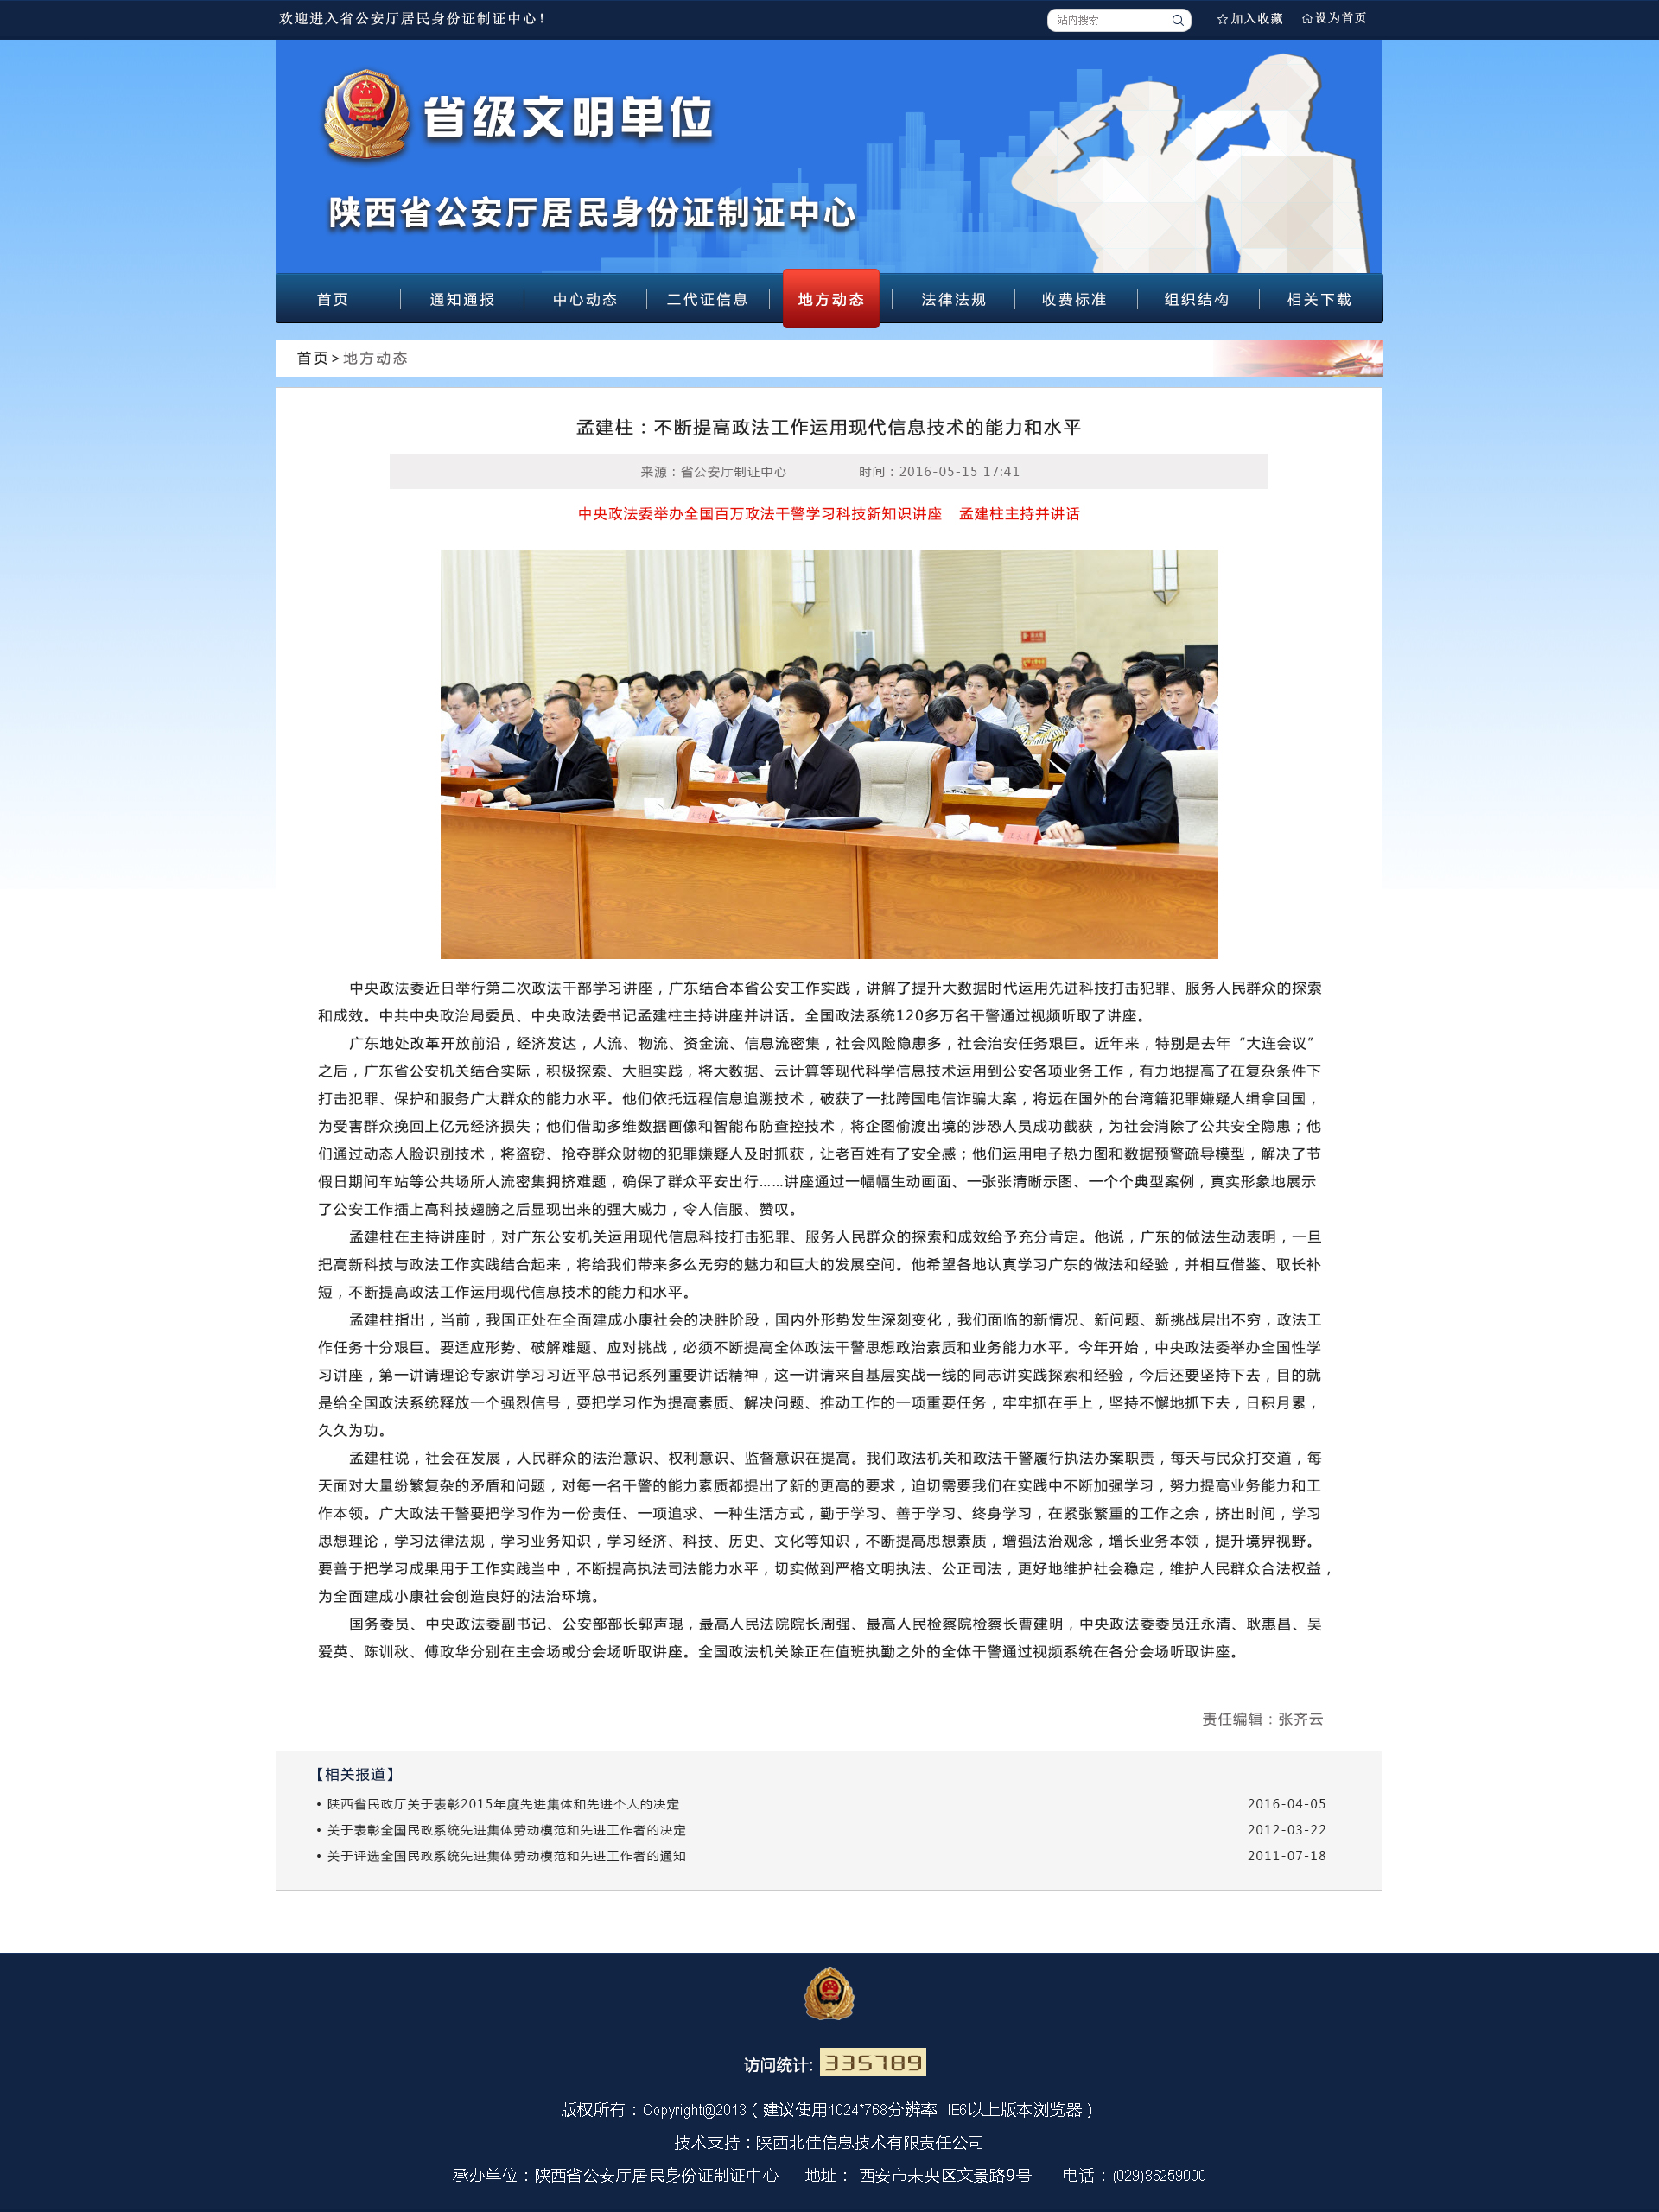 欢迎进入省公安厅居民身份证制证中心！
站内搜索
加入收藏
设为首页
省级文明单位
陕西省公安厅居民身份证制证中心
首页
通知通报
中心动态
二代证信息
地方动态
法律法规
收费标准
组织结构
相关下载
首页>地方动态
孟建柱：不断提高政法工作运用现代信息技术的能力和水平
来源：省公安厅制证中心 时间：2016-05-15 17:41
中央政法委举办全国百万政法干警学习科技新知识讲座 孟建柱主持并讲话
中央政法委近日举行第二次政法干部学习讲座，广东结合本省公安工作实践，讲解了提升大数据时代运用先进科技打击犯罪、服务人民群众的探索
和成效。中共中央政治局委员、中央政法委书记孟建柱主持讲座并讲话。全国政法系统120多万名干警通过视频听取了讲座。
广东地处改革开放前沿，经济发达，人流、物流、资金流、信息流密集，社会风险隐患多，社会治安任务艰巨。近年来，特别是去年“大连会议”
之后，广东省公安机关结合实际，积极探索、大胆实践，将大数据、云计算等现代科学信息技术运用到公安各项业务工作，有力地提高了在复杂条件下
打击犯罪、保护和服务广大群众的能力水平。他们依托远程信息追溯技术，破获了一批跨国电信诈骗大案，将远在国外的台湾籍犯罪嫌疑人缉拿回国，
为受害群众挽回上亿元经济损失；他们借助多维数据画像和智能布防查控技术，将企图偷渡出境的涉恐人员成功截获，为社会消除了公共安全隐患；他
们通过动态人脸识别技术，将盗窃、抢夺群众财物的犯罪嫌疑人及时抓获，让老百姓有了安全感；他们运用电子热力图和数据预警疏导模型，解决了节
假日期间车站等公共场所人流密集拥挤难题，确保了群众平安出行……讲座通过一幅幅生动画面、一张张清晰示图、一个个典型案例，真实形象地展示
了公安工作插上高科技翅膀之后显现出来的强大威力，令人信服、赞叹。
孟建柱在主持讲座时，对广东公安机关运用现代信息科技打击犯罪、服务人民群众的探索和成效给予充分肯定。他说，广东的做法生动表明，一旦
把高新科技与政法工作实践结合起来，将给我们带来多么无穷的魅力和巨大的发展空间。他希望各地认真学习广东的做法和经验，并相互借鉴、取长补
短，不断提高政法工作运用现代信息技术的能力和水平。
孟建柱指出，当前，我国正处在全面建成小康社会的决胜阶段，国内外形势发生深刻变化，我们面临的新情况、新问题、新挑战层出不穷，政法工
作任务十分艰巨。要适应形势、破解难题、应对挑战，必须不断提高全体政法干警思想政治素质和业务能力水平。今年开始，中央政法委举办全国性学
习讲座，第一讲请理论专家讲学习习近平总书记系列重要讲话精神，这一讲请来自基层实战一线的同志讲实践探索和经验，今后还要坚持下去，目的就
是给全国政法系统释放一个强烈信号，要把学习作为提高素质、解决问题、推动工作的一项重要任务，牢牢抓在手上，坚持不懈地抓下去，日积月累，
久久为功。
孟建柱说，社会在发展，人民群众的法治意识、权利意识、监督意识在提高。我们政法机关和政法干警履行执法办案职责，每天与民众打交道，每
天面对大量纷繁复杂的矛盾和问题，对每一名干警的能力素质都提出了新的更高的要求，迫切需要我们在实践中不断加强学习，努力提高业务能力和工
作本领。广大政法干警要把学习作为一份责任、一项追求、一种生活方式，勤于学习、善于学习、终身学习，在紧张繁重的工作之余，挤出时间，学习
思想理论，学习法律法规，学习业务知识，学习经济、科技、历史、文化等知识，不断提高思想素质，增强法治观念，增长业务本领，提升境界视野。
要善于把学习成果用于工作实践当中，不断提高执法司法能力水平，切实做到严格文明执法、公正司法，更好地维护社会稳定，维护人民群众合法权益，
为全面建成小康社会创造良好的法治环境。
国务委员、中央政法委副书记、公安部部长郭声琨，最高人民法院院长周强、最高人民检察院检察长曹建明，中央政法委委员汪永清、耿惠昌、吴
爱英、陈训秋、傅政华分别在主会场或分会场听取讲座。全国政法机关除正在值班执勤之外的全体干警通过视频系统在各分会场听取讲座。
责任编辑：张齐云
【相关报道】
• 陕西省民政厅关于表彰2015年度先进集体和先进个人的决定 2016-04-05
• 关于表彰全国民政系统先进集体劳动模范和先进工作者的决定 2012-03-22
• 关于评选全国民政系统先进集体劳动模范和先进工作者的通知 2011-07-18
访问统计: 335789
版权所有：Copyright@2013（建议使用1024*768分辨率 IE6以上版本浏览器）
技术支持：陕西北佳信息技术有限责任公司
承办单位：陕西省公安厅居民身份证制证中心 地址： 西安市未央区文景路9号 电话：(029)86259000